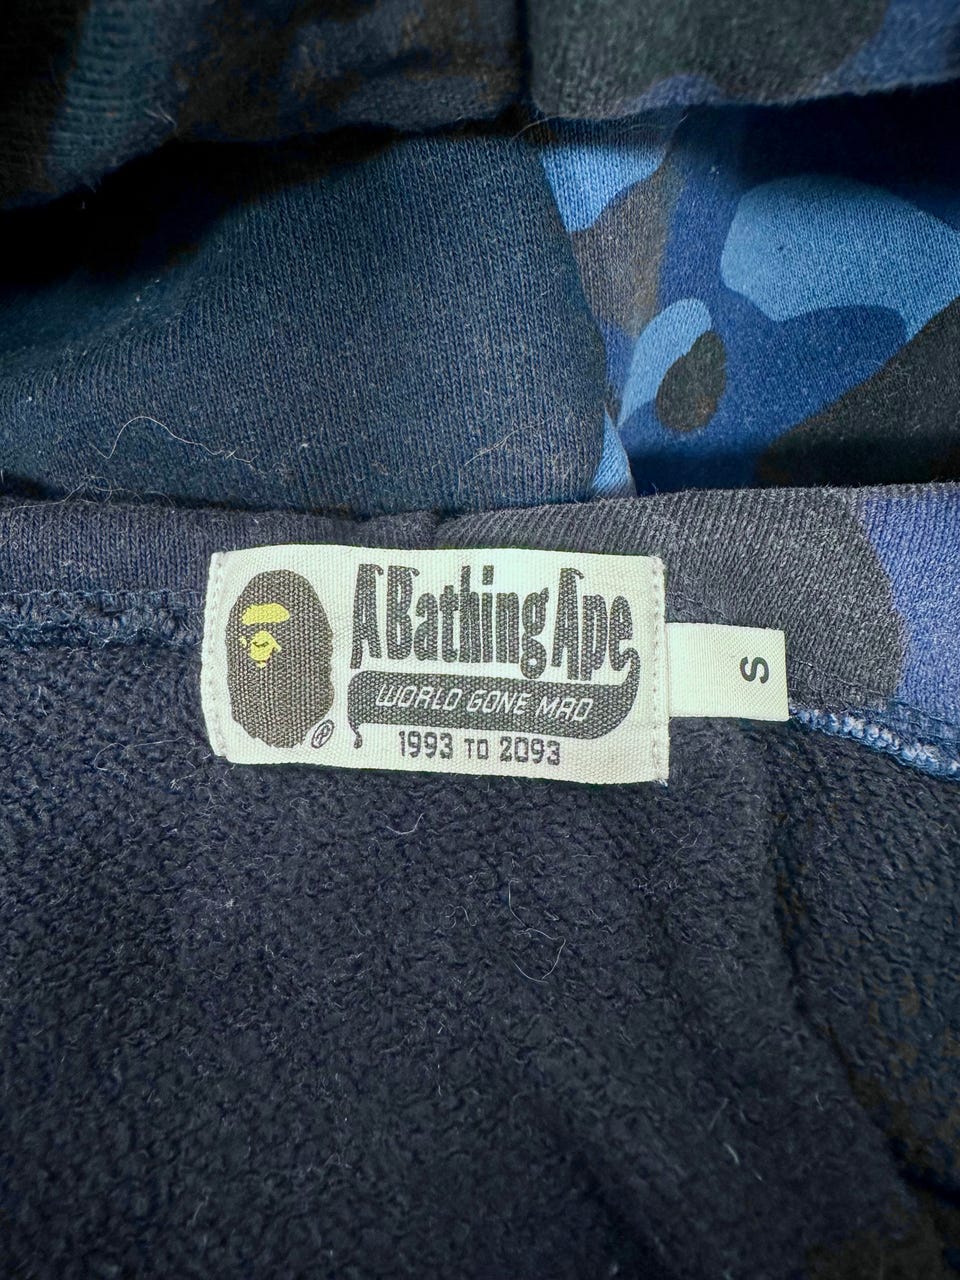 A Bathing Ape
WORLD GONE MAD
1993 TO 2093
®
S